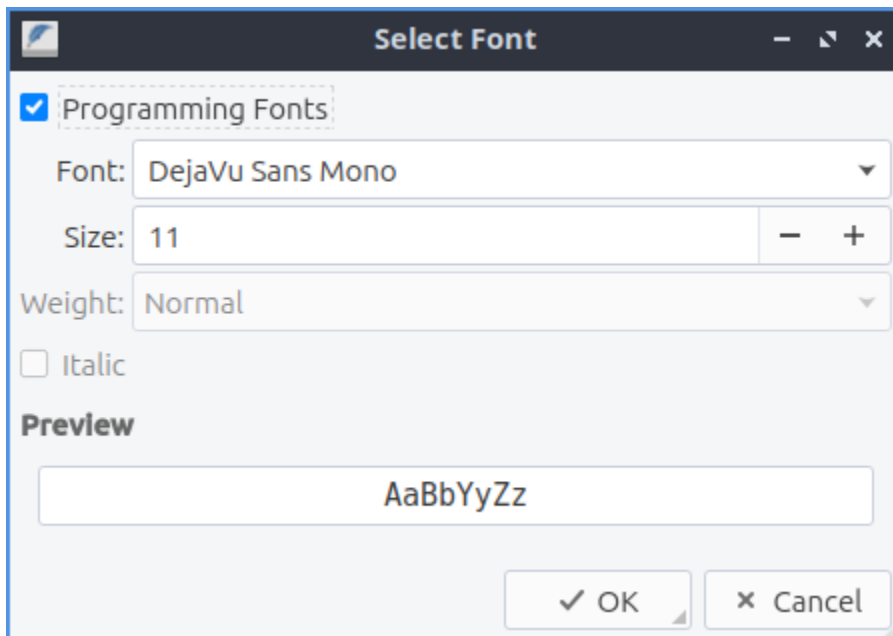 Select Font
Programming Fonts
Font: DejaVu Sans Mono
Size: 11
Weight: Normal
Italic
Preview
AaBbYyZz
OK Cancel